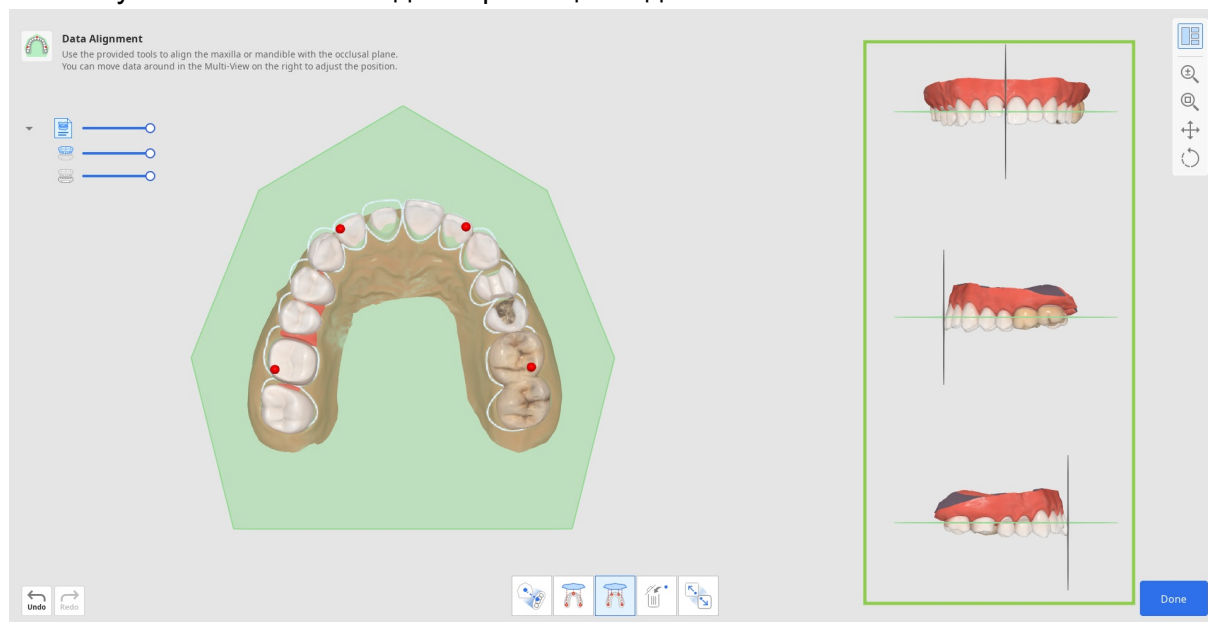 Data Alignment
Use the provided tools to align the maxilla or mandible with the occlusal plane.
You can move data around in the Multi-View on the right to adjust the position.
Undo
Redo
Done